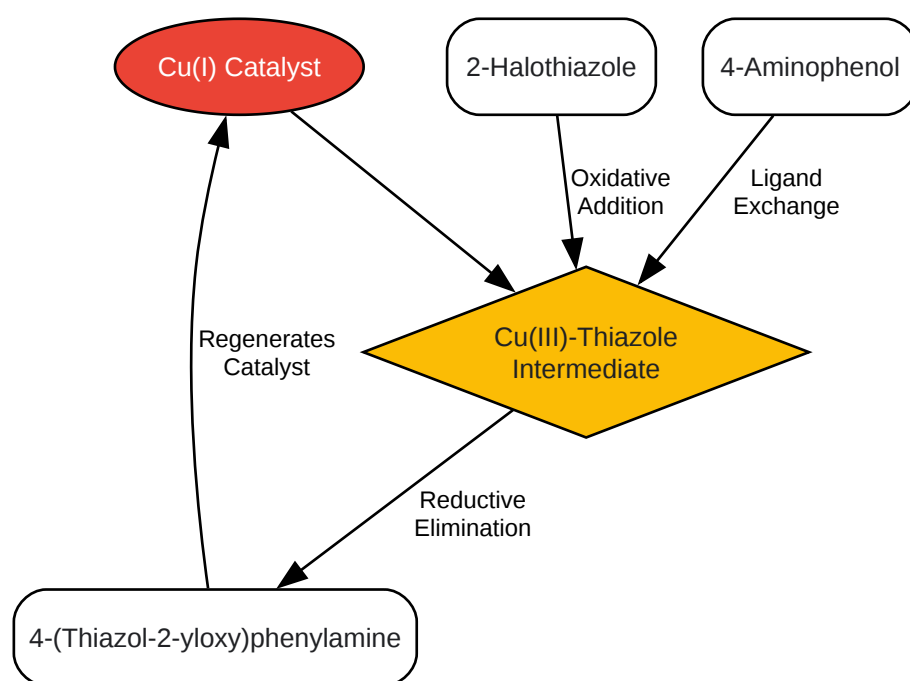 Cu(I) Catalyst
2-Halothiazole
4-Aminophenol
Oxidative
Addition
Ligand
Exchange
Cu(III)-Thiazole
Intermediate
Regenerates
Catalyst
Reductive
Elimination
4-(Thiazol-2-yloxy)phenylamine